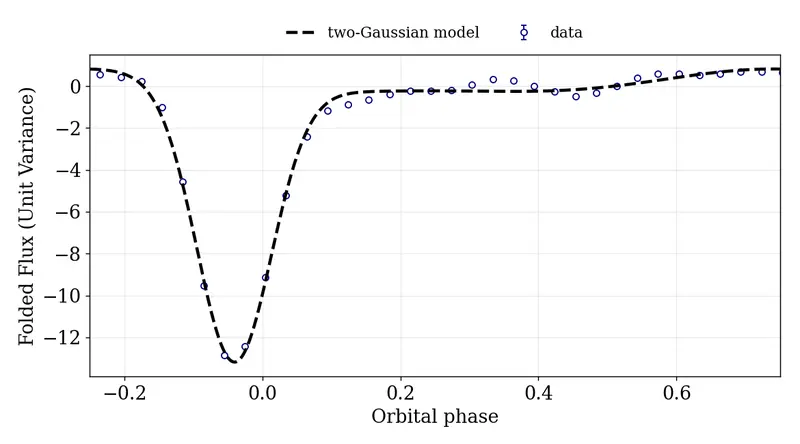 two-Gaussian model data
Folded Flux (Unit Variance)
0
−2
−4
−6
−8
−10
−12
−0.2 0.0 0.2 0.4 0.6
Orbital phase